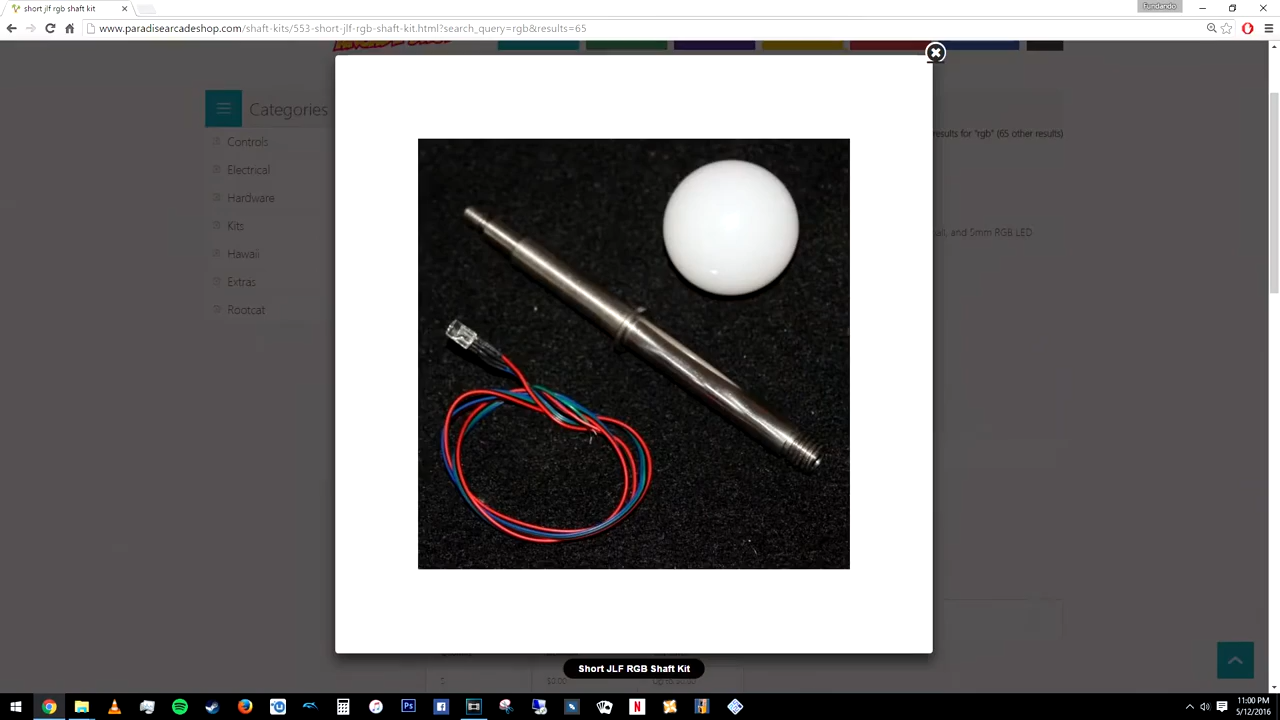 short jlf rgb shaft kit
Fundando
www.paradisearcadeshop.com/shaft-kits/553-short-jlf-rgb-shaft-kit.html?search_query=rgb&results=65
Categories
results for "rgb" (65 other results)
Controls
Electrical
Hardware
Kits
and 5mm RGB LED
Hawaii
Extras
Rootcat
Short JLF RGB Shaft Kit
11:00 PM
5/12/2016